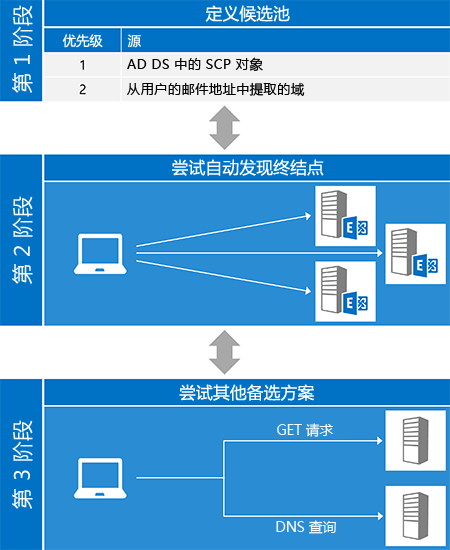 第 1 阶段
定义候选池
优先级 源
1 AD DS 中的 SCP 对象
2 从用户的邮件地址中提取的域
第 2 阶段
尝试自动发现终结点
E
E
E
第 3 阶段
尝试其他备选方案
GET 请求
DNS 查询